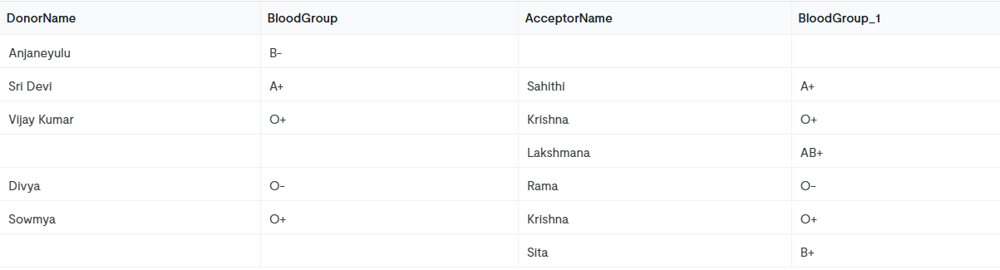 DonorName BloodGroup AcceptorName BloodGroup_1
Anjaneyulu B-
Sri Devi A+ Sahithi A+
Vijay Kumar O+ Krishna O+
Lakshmana AB+
Divya O- Rama O-
Sowmya O+ Krishna O+
Sita B+